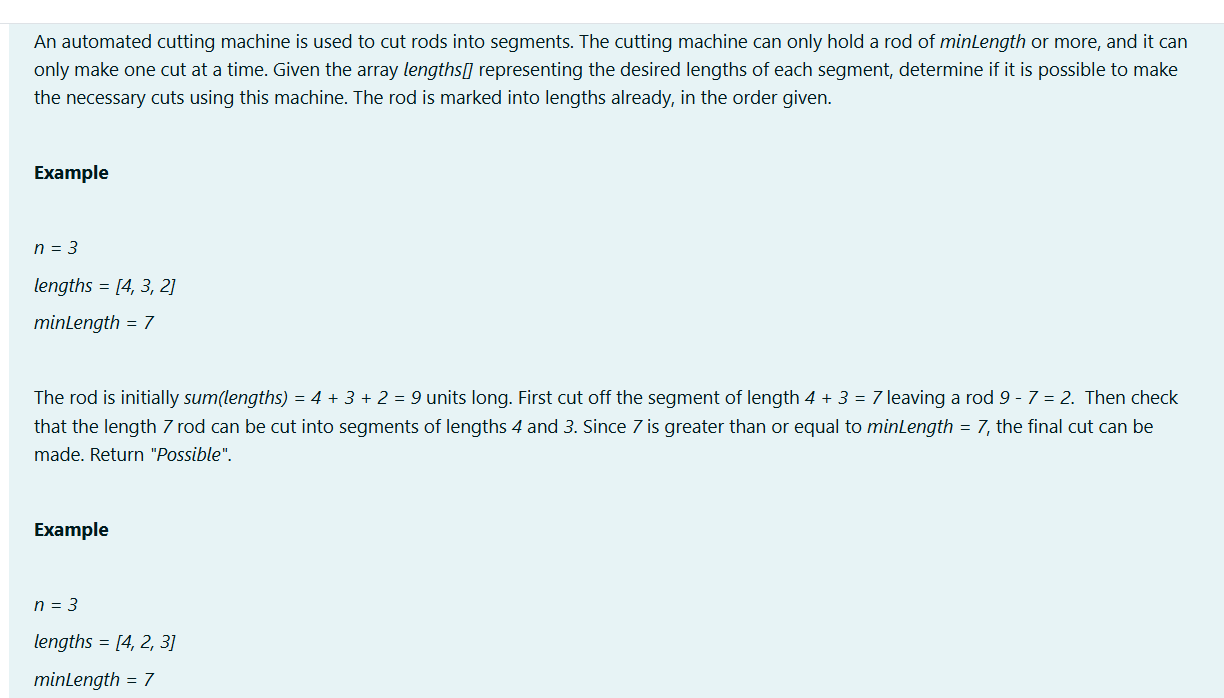 An automated cutting machine is used to cut rods into segments. The cutting machine can only hold a rod of minLength or more, and it can
only make one cut at a time. Given the array lengths[] representing the desired lengths of each segment, determine if it is possible to make
the necessary cuts using this machine. The rod is marked into lengths already, in the order given.
Example
n = 3
lengths = [4, 3, 2]
minLength = 7
The rod is initially sum(lengths) = 4 + 3 + 2 = 9 units long. First cut off the segment of length 4 + 3 = 7 leaving a rod 9 - 7 = 2. Then check
that the length 7 rod can be cut into segments of lengths 4 and 3. Since 7 is greater than or equal to minLength = 7, the final cut can be
made. Return "Possible".
Example
n = 3
lengths = [4, 2, 3]
minLength = 7